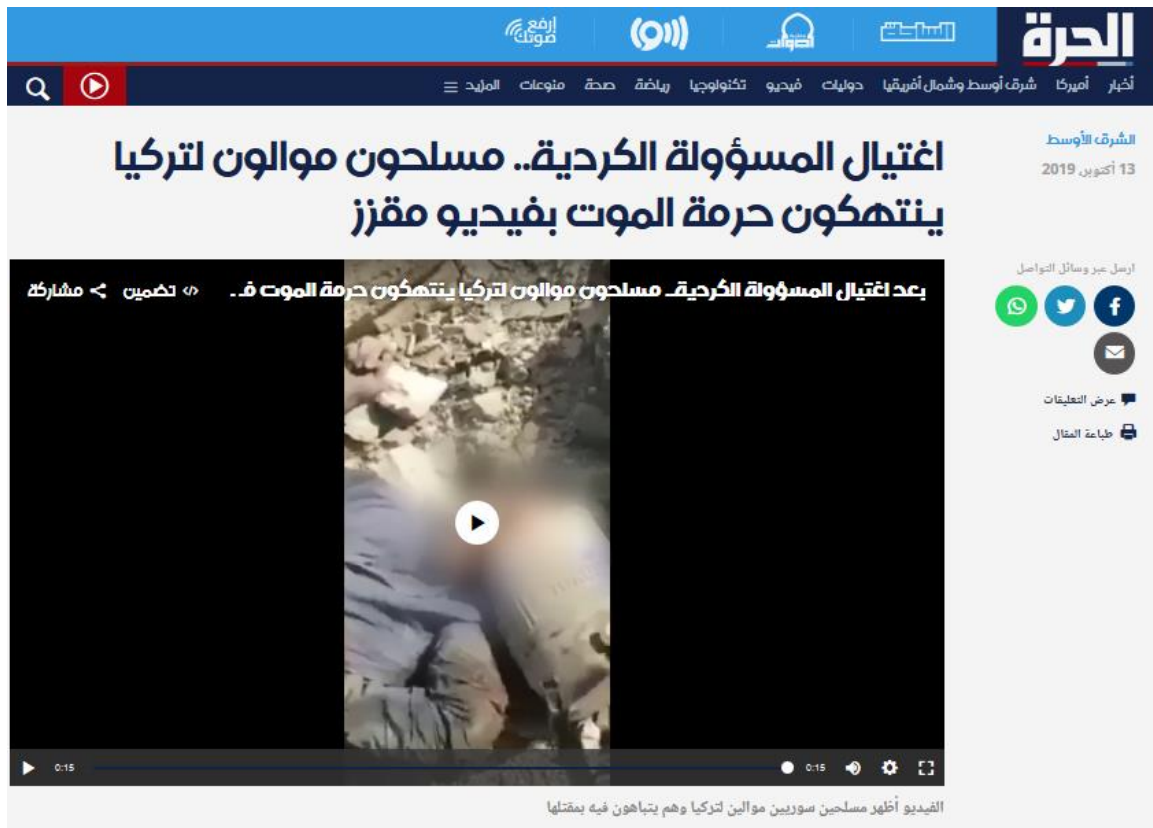 الحرة
إرفع صوتك
أخبار أميركا شرق أوسط وشمال أفريقيا دوليات فيديو تكنولوجيا رياضة صحة منوعات المزيد
الشرق الأوسط
13 أكتوبر، 2019
اغتيال المسؤولة الكردية.. مسلحون موالون لتركيا
ينتهكون حرمة الموت بفيديو مقزز
ارسل عبر وسائل التواصل
عرض التعليقات
طباعة المقال
بعد اغتيال المسؤولة الكردية.. مسلحون موالون لتركيا ينتهكون حرمة الموت فـ.. تضمين مشاركة
0:15 0:15
الفيديو أظهر مسلحين سوريين موالين لتركيا وهم يتباهون فيه بمقتلها